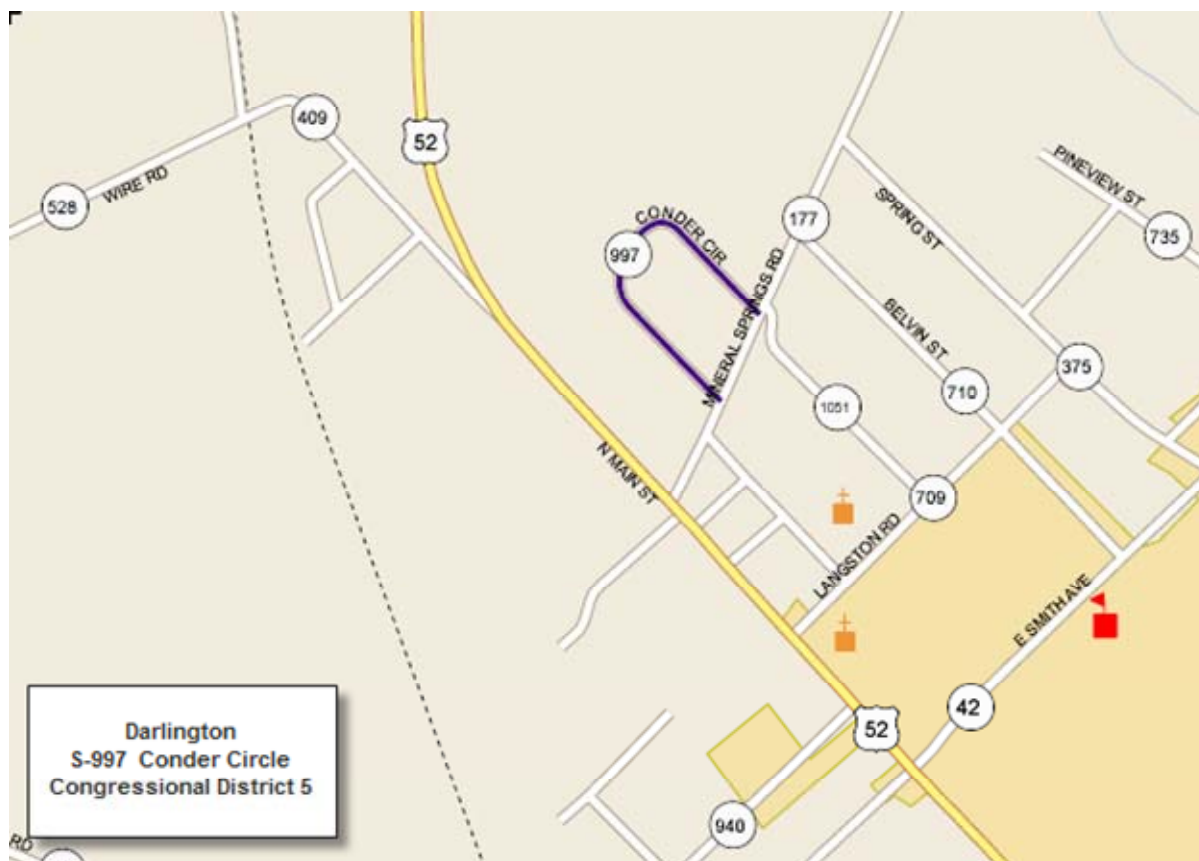 409
52
WIRE RD
528
PINEVIEW ST
735
SPRING ST
177
CONDER CIR
997
MINERAL SPRINGS RD
BELVIN ST
375
710
1051
N MAIN ST
709
LANGSTON RD
E SMITH AVE
42
52
940
Darlington
S-997 Conder Circle
Congressional District 5
RD